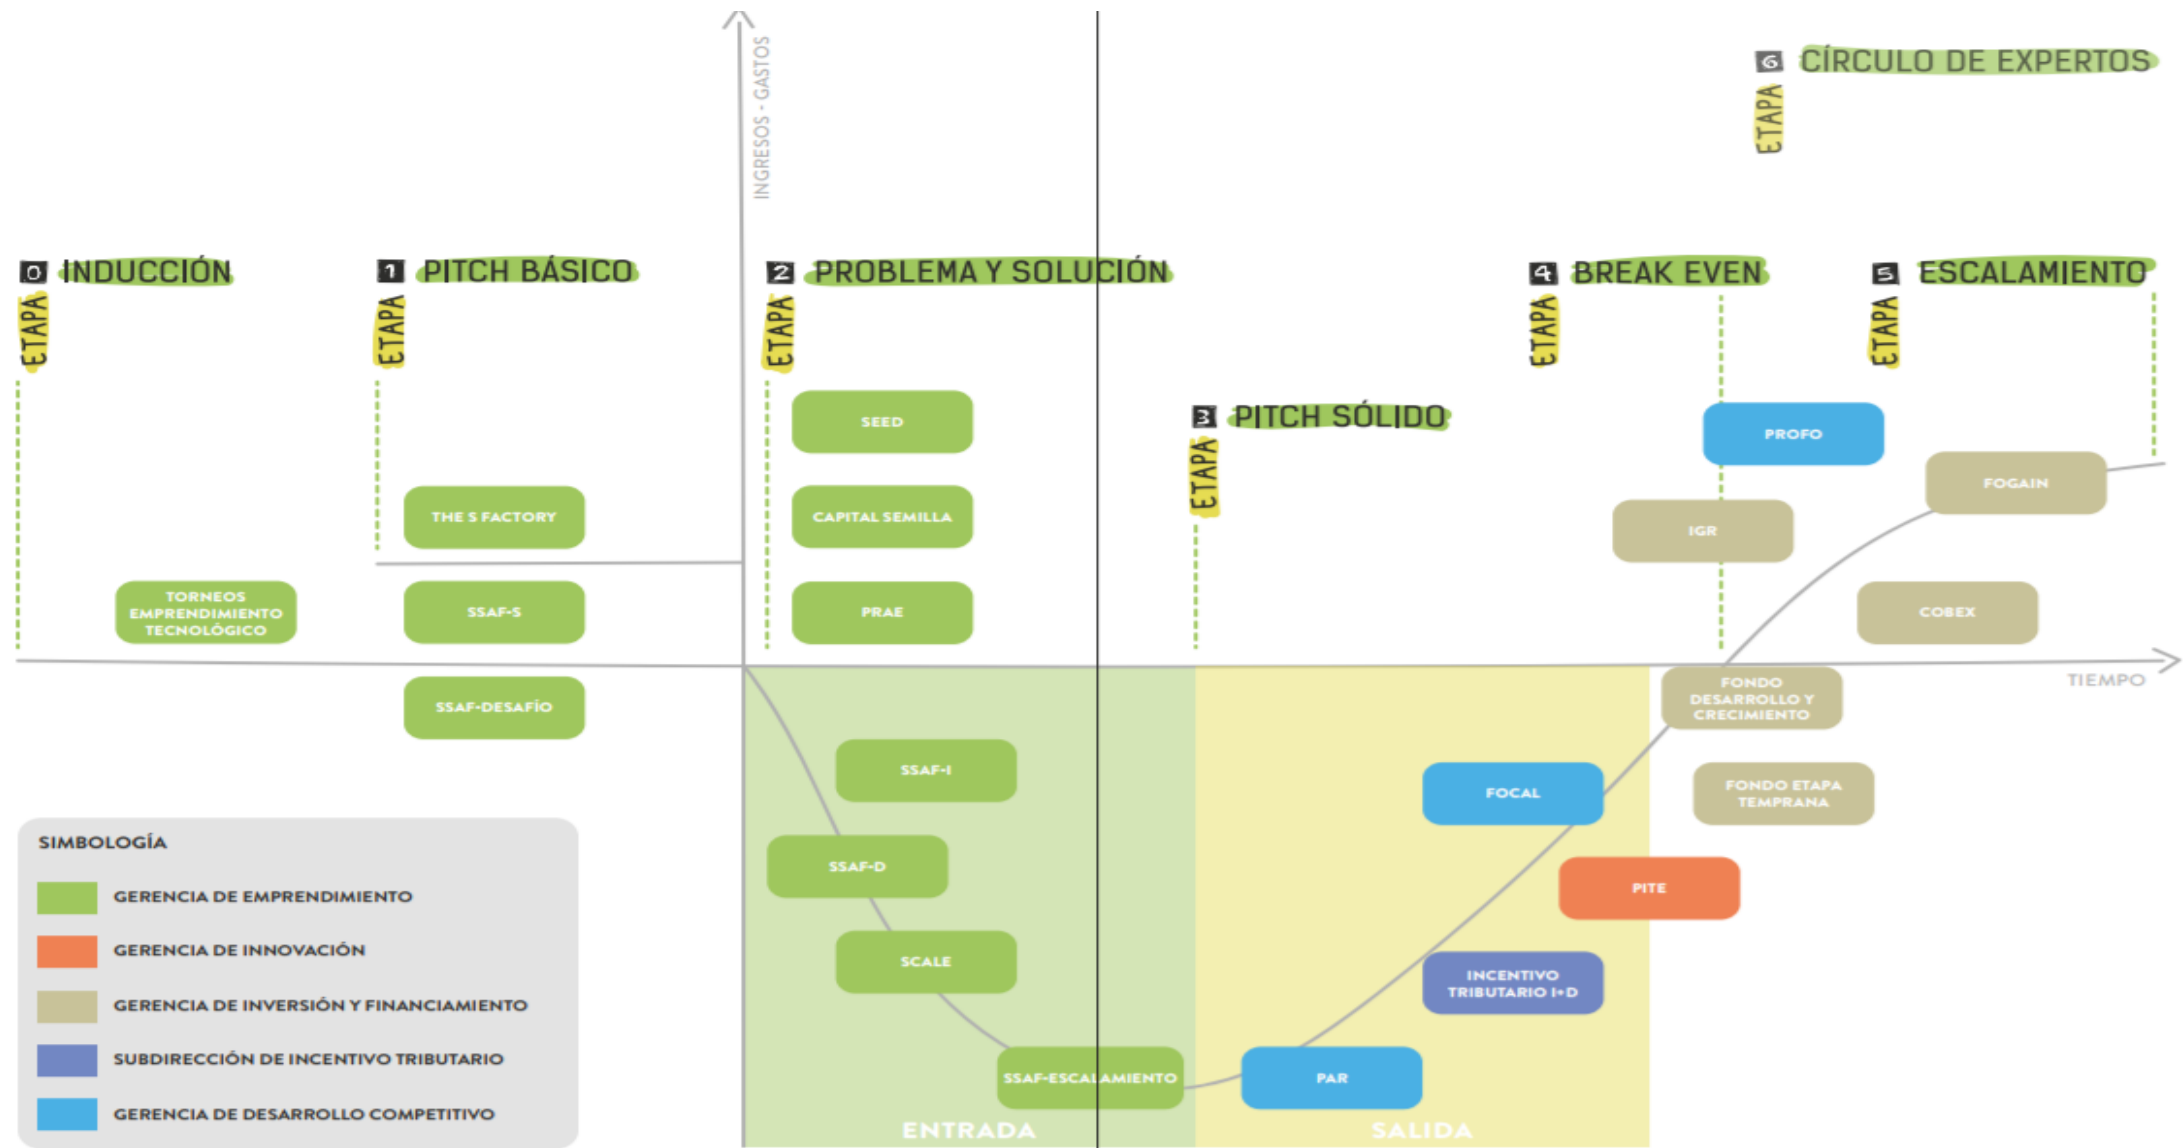 INGRESOS - GASTOS
6 CÍRCULO DE EXPERTOS
ETAPA
0 INDUCCIÓN
ETAPA
1 PITCH BÁSICO
ETAPA
2 PROBLEMA Y SOLUCIÓN
ETAPA
4 BREAK EVEN
ETAPA
5 ESCALAMIENTO
ETAPA
3 PITCH SÓLIDO
ETAPA
SEED
PROFO
THE S FACTORY
CAPITAL SEMILLA
IGR
FOGAIN
TORNEOS
EMPRENDIMIENTO
TECNOLÓGICO
SSAF-S
PRAE
COBEX
TIEMPO
SSAF-DESAFÍO
FONDO
DESARROLLO Y
CRECIMIENTO
SSAF-I
FOCAL
FONDO ETAPA
TEMPRANA
SSAF-D
PITE
SCALE
INCENTIVO
TRIBUTARIO I+D
SSAF-ESCALAMIENTO
PAR
ENTRADA
SALIDA
SIMBOLOGÍA
GERENCIA DE EMPRENDIMIENTO
GERENCIA DE INNOVACIÓN
GERENCIA DE INVERSIÓN Y FINANCIAMIENTO
SUBDIRECCIÓN DE INCENTIVO TRIBUTARIO
GERENCIA DE DESARROLLO COMPETITIVO